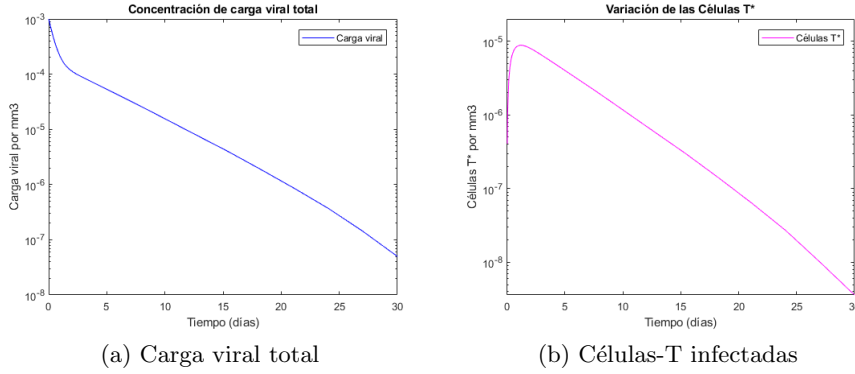 Concentración de carga viral total
Carga viral
Carga viral por mm3
10^-3
10^-4
10^-5
10^-6
10^-7
10^-8
0 5 10 15 20 25 30
Tiempo (días)
(a) Carga viral total
Variación de las Células T*
Células T*
Células T* por mm3
10^-5
10^-6
10^-7
10^-8
0 5 10 15 20 25 3
Tiempo (días)
(b) Células-T infectadas